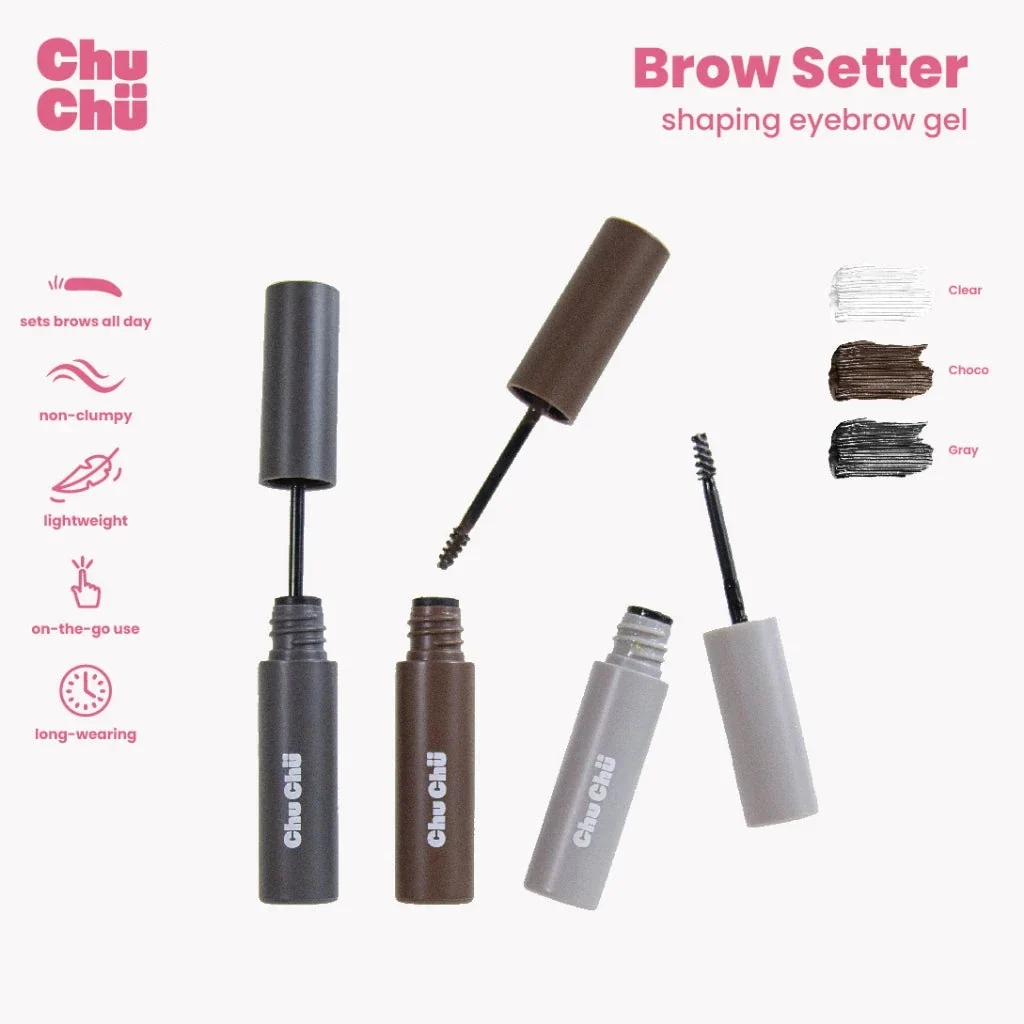 Chu
Chü
Brow Setter
shaping eyebrow gel
sets brows all day
non-clumpy
lightweight
on-the-go use
long-wearing
Clear
Choco
Gray
Chu Chü
Chu Chü
Chu Chü